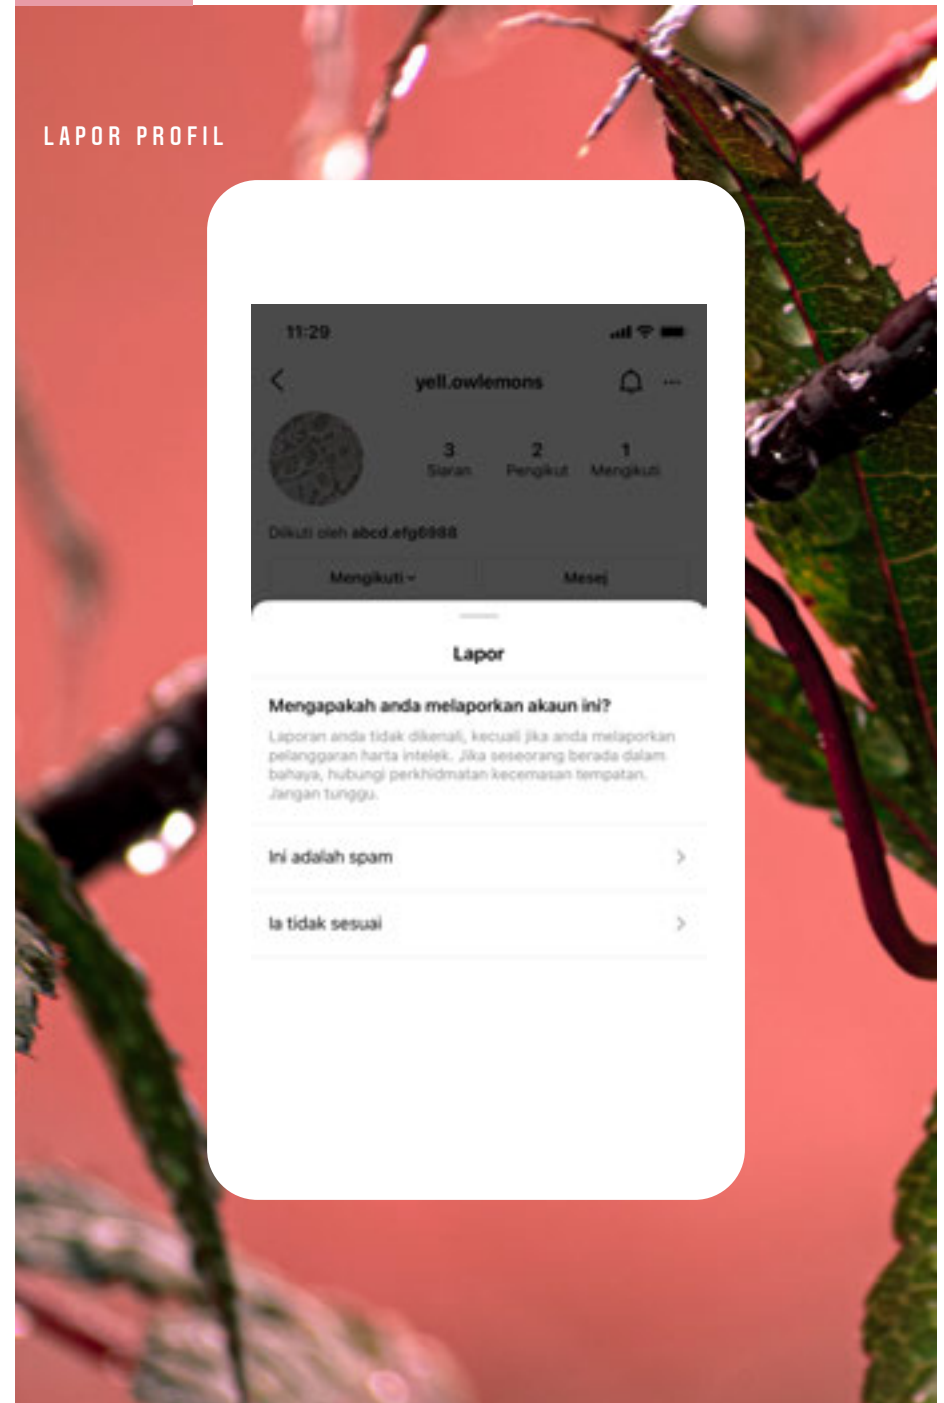 LAPOR PROFIL
11:29
yell.owlemons
3 2 1
Siaran Pengikut Mengikuti
Diikuti oleh abcd.efg6988
Mengikuti Mesej
Lapor
Mengapakah anda melaporkan akaun ini?
Laporan anda tidak dikenali, kecuali jika anda melaporkan
pelanggaran harta intelek. Jika seseorang berada dalam
bahaya, hubungi perkhidmatan kecemasan tempatan.
Jangan tunggu.
Ini adalah spam
Ia tidak sesuai